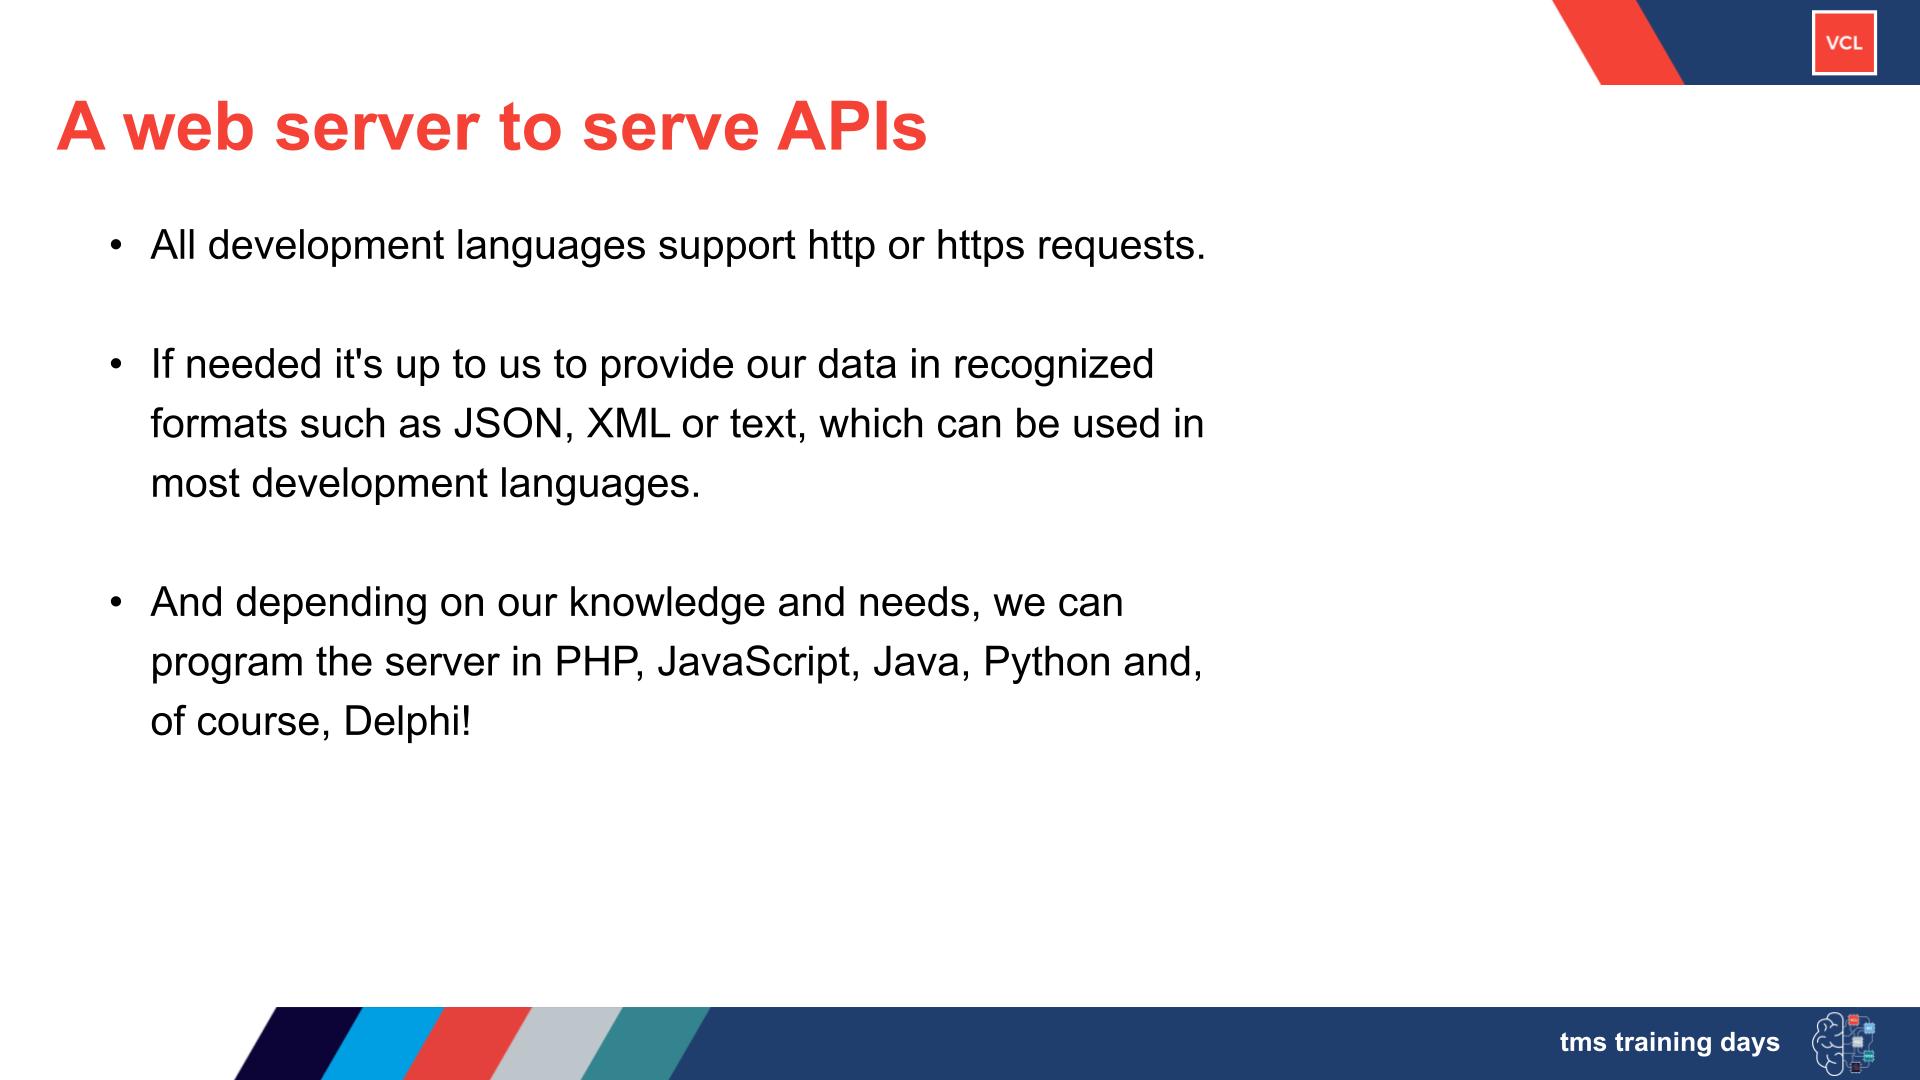 VCL
A web server to serve APIs
• All development languages support http or https requests.
• If needed it's up to us to provide our data in recognized
formats such as JSON, XML or text, which can be used in
most development languages.
• And depending on our knowledge and needs, we can
program the server in PHP, JavaScript, Java, Python and,
of course, Delphi!
tms training days